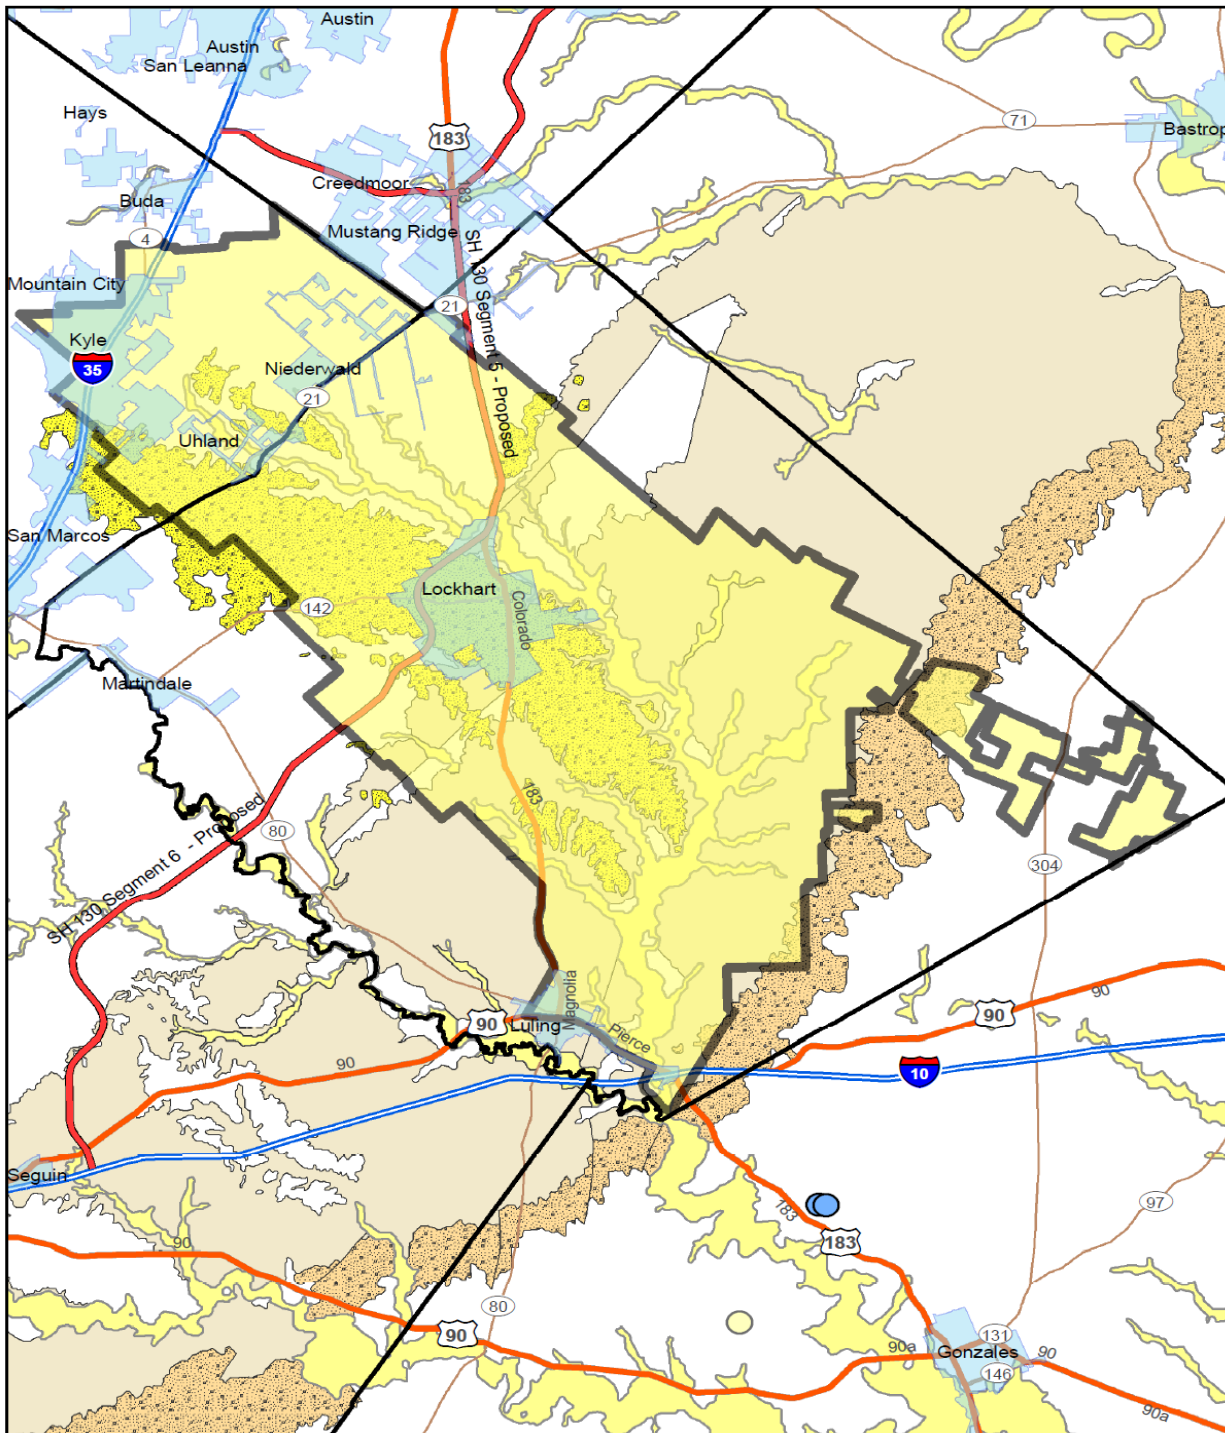 Austin
Austin
San Leanna
Hays
183
71
Bastrop
Creedmoor
183
Buda
Mustang Ridge
4
SH 130 Segment 5 - Proposed
Mountain City
21
Kyle
35
Niederwald
21
Uhland
San Marcos
Lockhart
Colorado
142
Martindale
183
SH 130 Segment 6 - Proposed
80
304
Magnolia
90
90
90
Luling
Pierce
90
10
Seguin
183
97
90
183
80
90
131
Gonzales
90
90a
146
90a